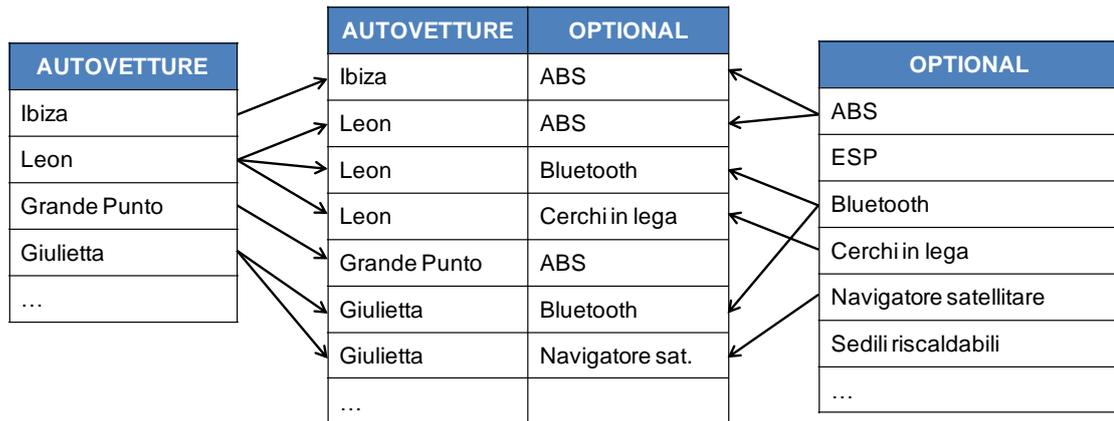 AUTOVETTURE
Ibiza
Leon
Grande Punto
Giulietta
…
AUTOVETTURE OPTIONAL
Ibiza ABS
Leon ABS
Leon Bluetooth
Leon Cerchi in lega
Grande Punto ABS
Giulietta Bluetooth
Giulietta Navigatore sat.
…
OPTIONAL
ABS
ESP
Bluetooth
Cerchi in lega
Navigatore satellitare
Sedili riscaldabili
…